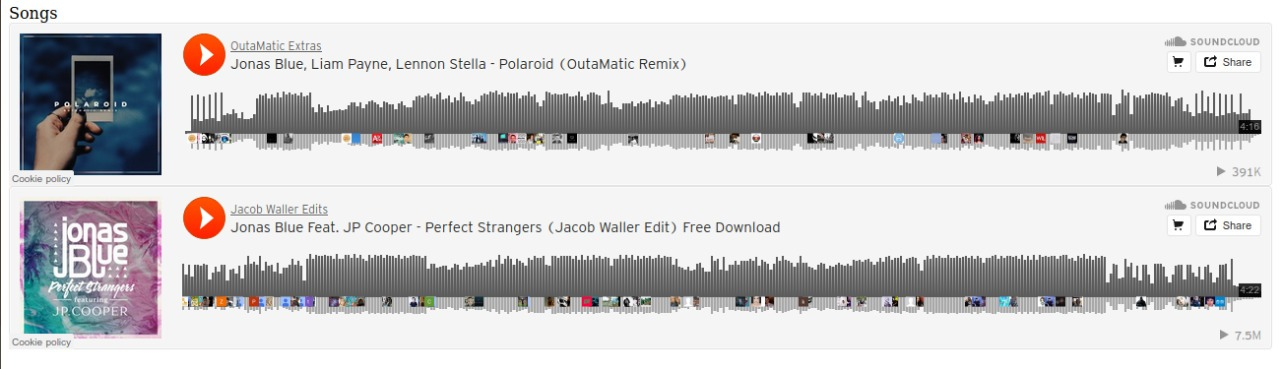 Songs
POLAROID
OutaMatic Extras
Jonas Blue, Liam Payne, Lennon Stella - Polaroid (OutaMatic Remix)
SOUNDCLOUD
Share
4:16
391K
Cookie policy
jonas
Blue
Perfect Strangers
featuring
JP COOPER
Jacob Waller Edits
Jonas Blue Feat. JP Cooper - Perfect Strangers (Jacob Waller Edit) Free Download
SOUNDCLOUD
Share
4:22
7.5M
Cookie policy